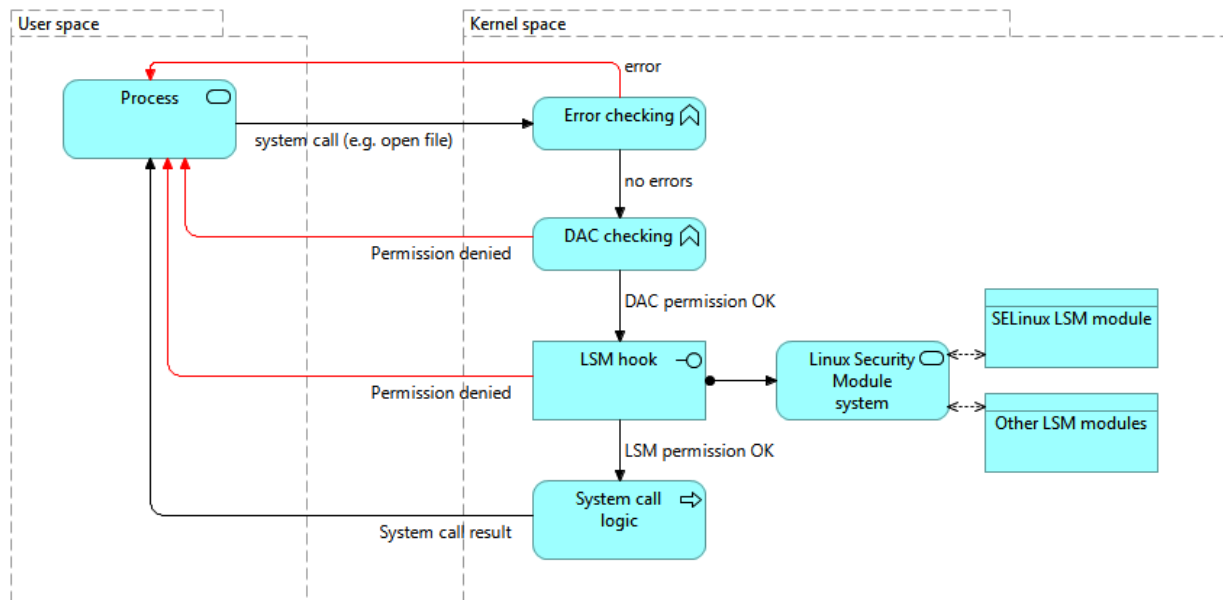 User space
Kernel space
error
Process
Error checking
system call (e.g. open file)
no errors
DAC checking
Permission denied
DAC permission OK
SELinux LSM module
LSM hook
Linux Security
Module
system
Permission denied
Other LSM modules
LSM permission OK
System call
logic
System call result